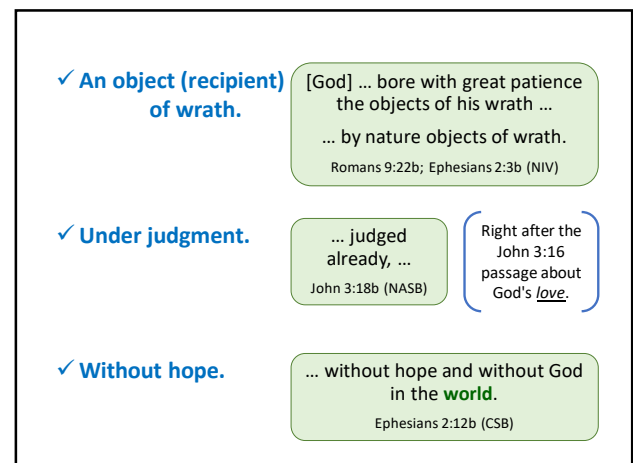 ✓ An object (recipient)
of wrath.
[God] … bore with great patience
the objects of his wrath …
… by nature objects of wrath.
Romans 9:22b; Ephesians 2:3b (NIV)
✓ Under judgment.
… judged
already, …
John 3:18b (NASB)
Right after the
John 3:16
passage about
God's love.
✓ Without hope.
… without hope and without God
in the world.
Ephesians 2:12b (CSB)